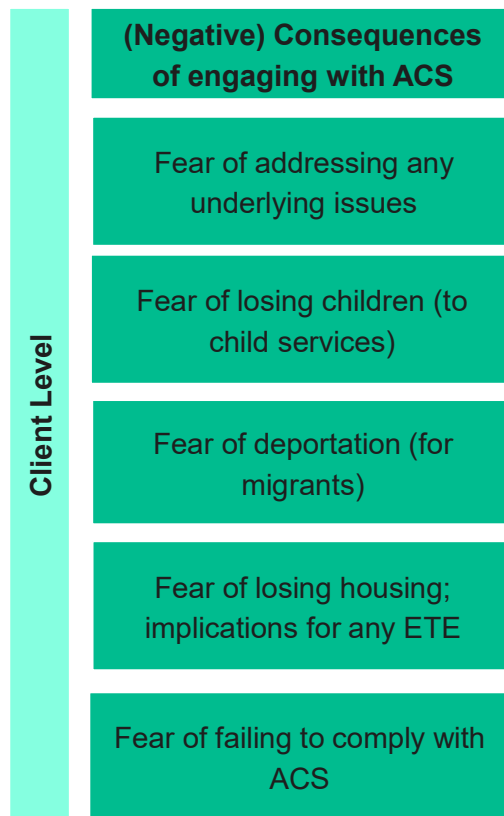 Client Level
(Negative) Consequences
of engaging with ACS
Fear of addressing any
underlying issues
Fear of losing children (to
child services)
Fear of deportation (for
migrants)
Fear of losing housing;
implications for any ETE
Fear of failing to comply with
ACS